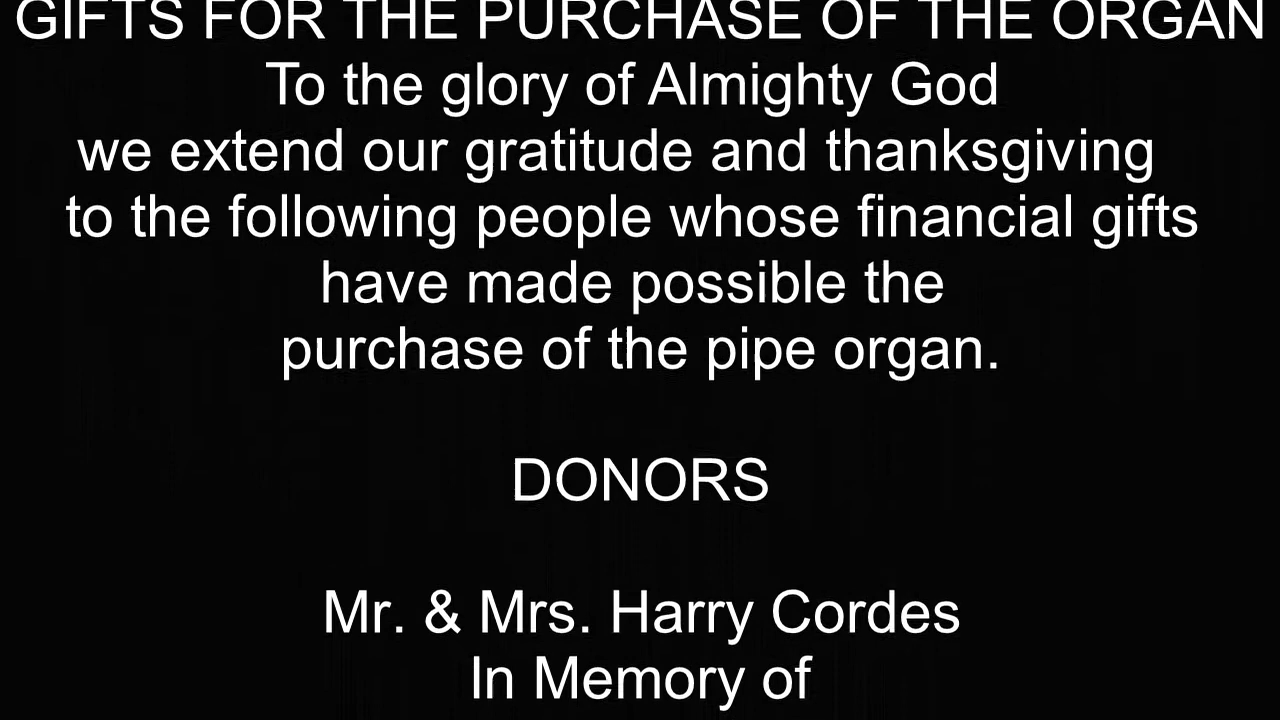 GIFTS FOR THE PURCHASE OF THE ORGAN
To the glory of Almighty God
we extend our gratitude and thanksgiving
to the following people whose financial gifts
have made possible the
purchase of the pipe organ.
DONORS
Mr. & Mrs. Harry Cordes
In Memory of